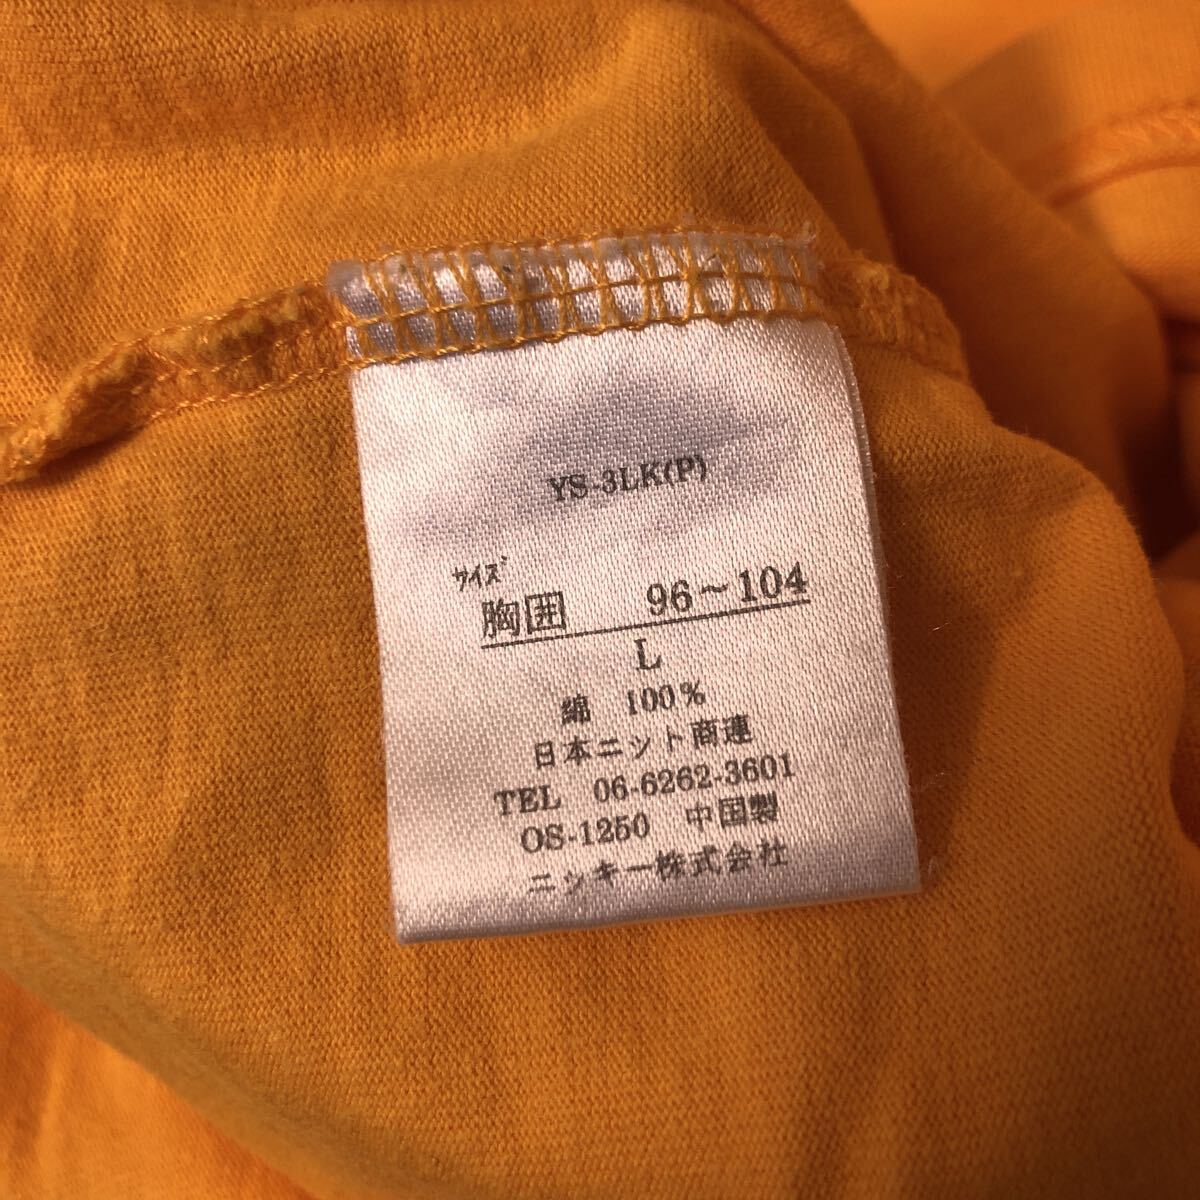 YS-3LK(P)
サイズ
胸囲 96~104
L
綿 100%
日本ニット商連
TEL 06-6262-3601
OS-1250 中国製
ニッキー株式会社